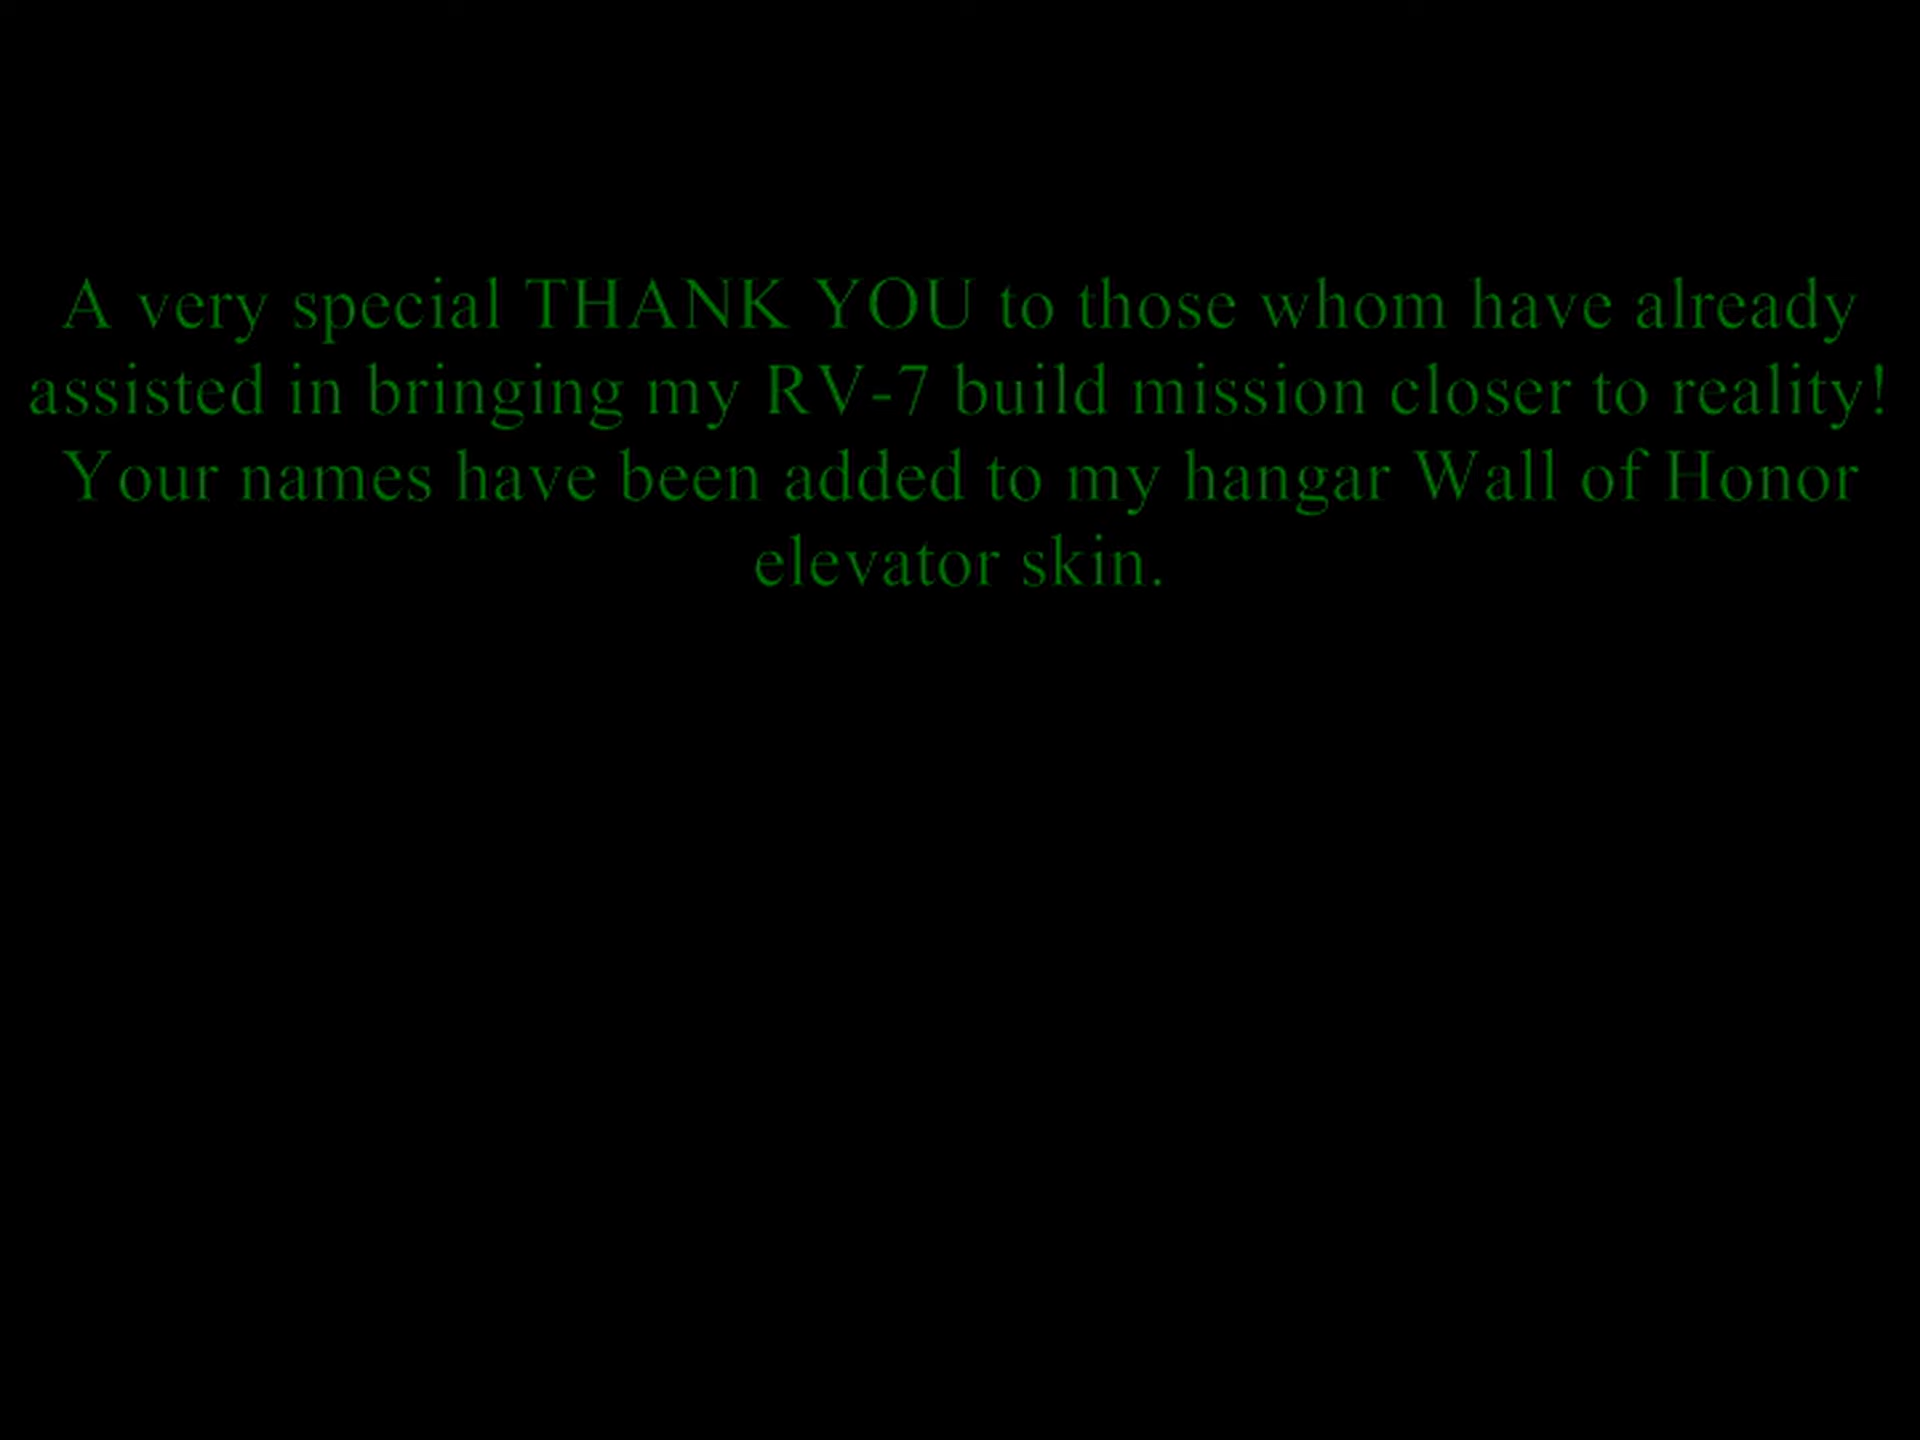 A very special THANK YOU to those whom have already
assisted in bringing my RV-7 build mission closer to reality!
Your names have been added to my hangar Wall of Honor
elevator skin.